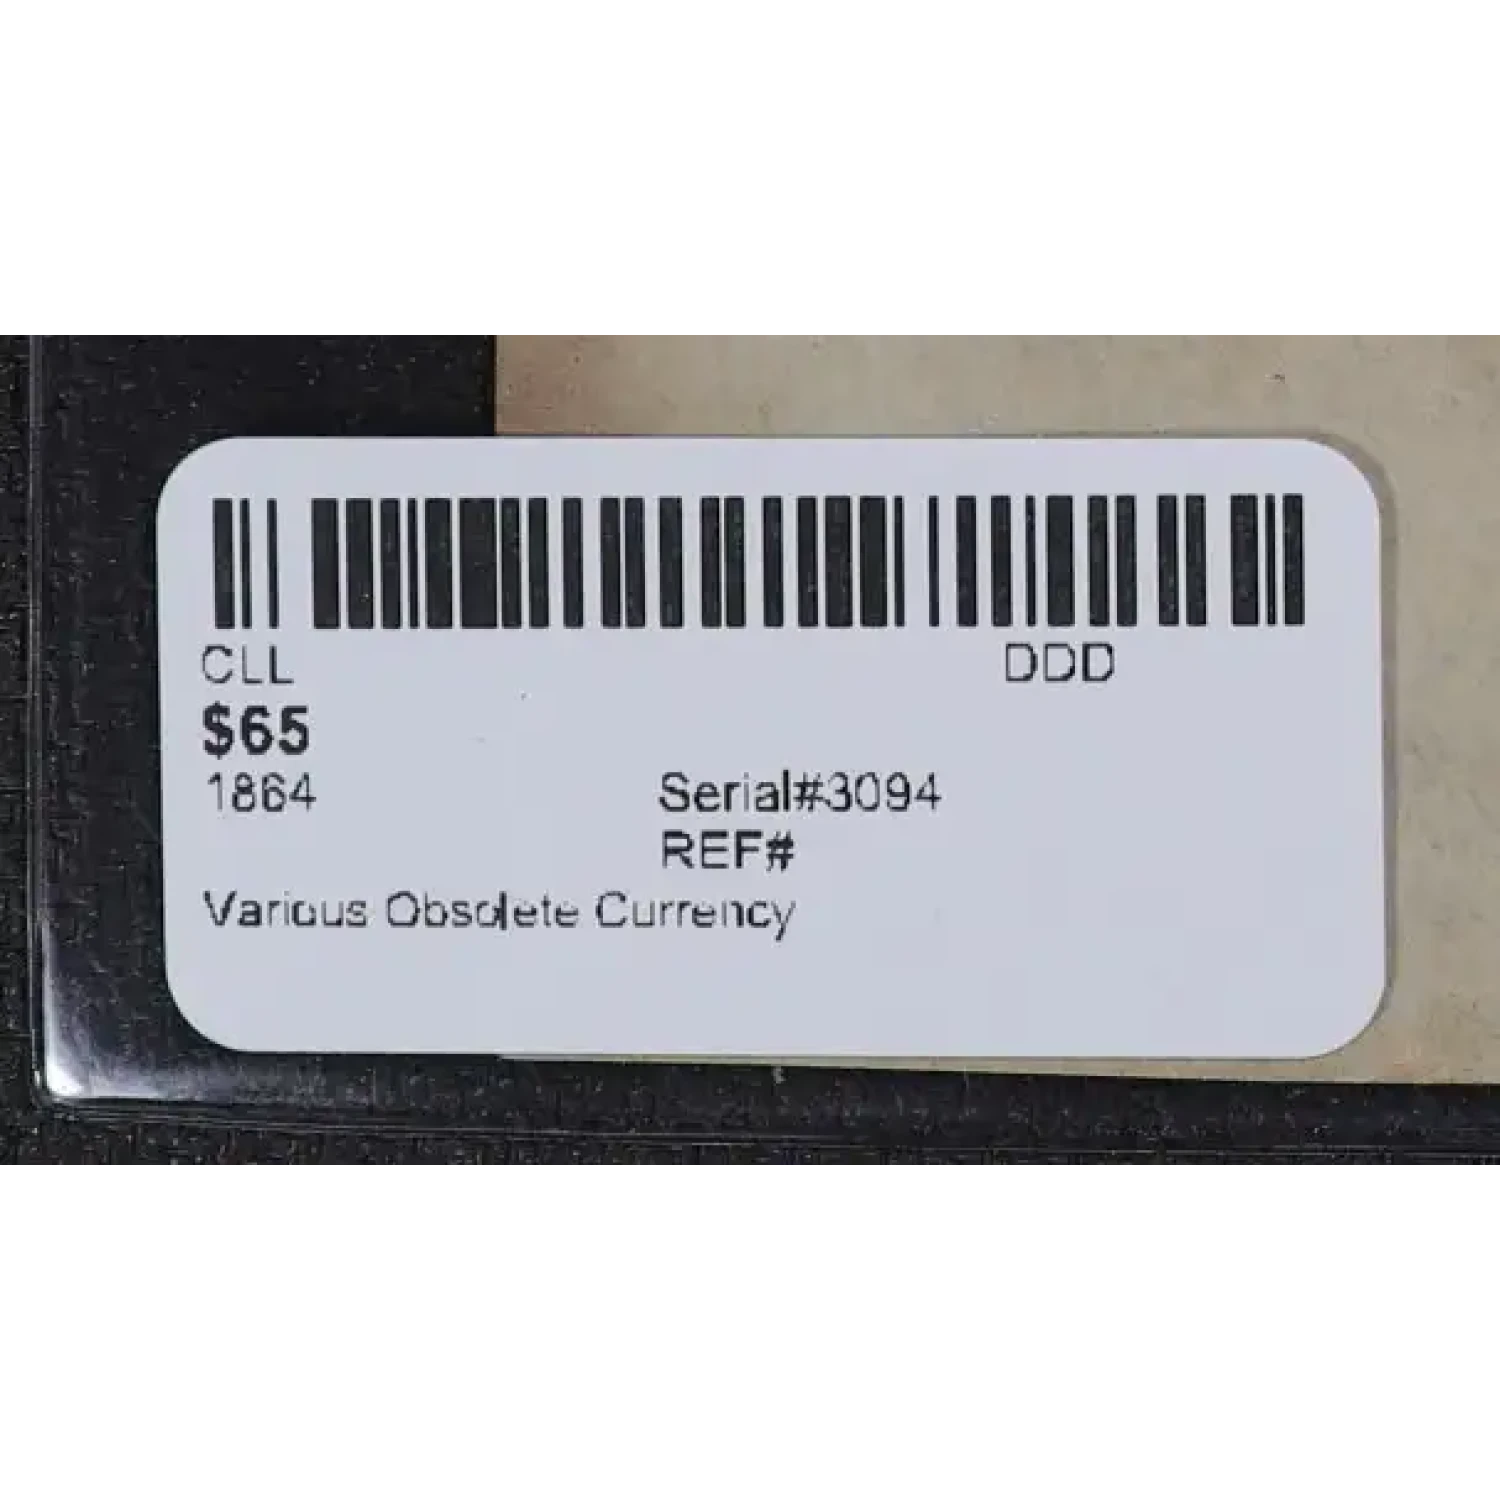 CLL DDD
$65
1864 Serial#3094
REF#
Various Obsolete Currency